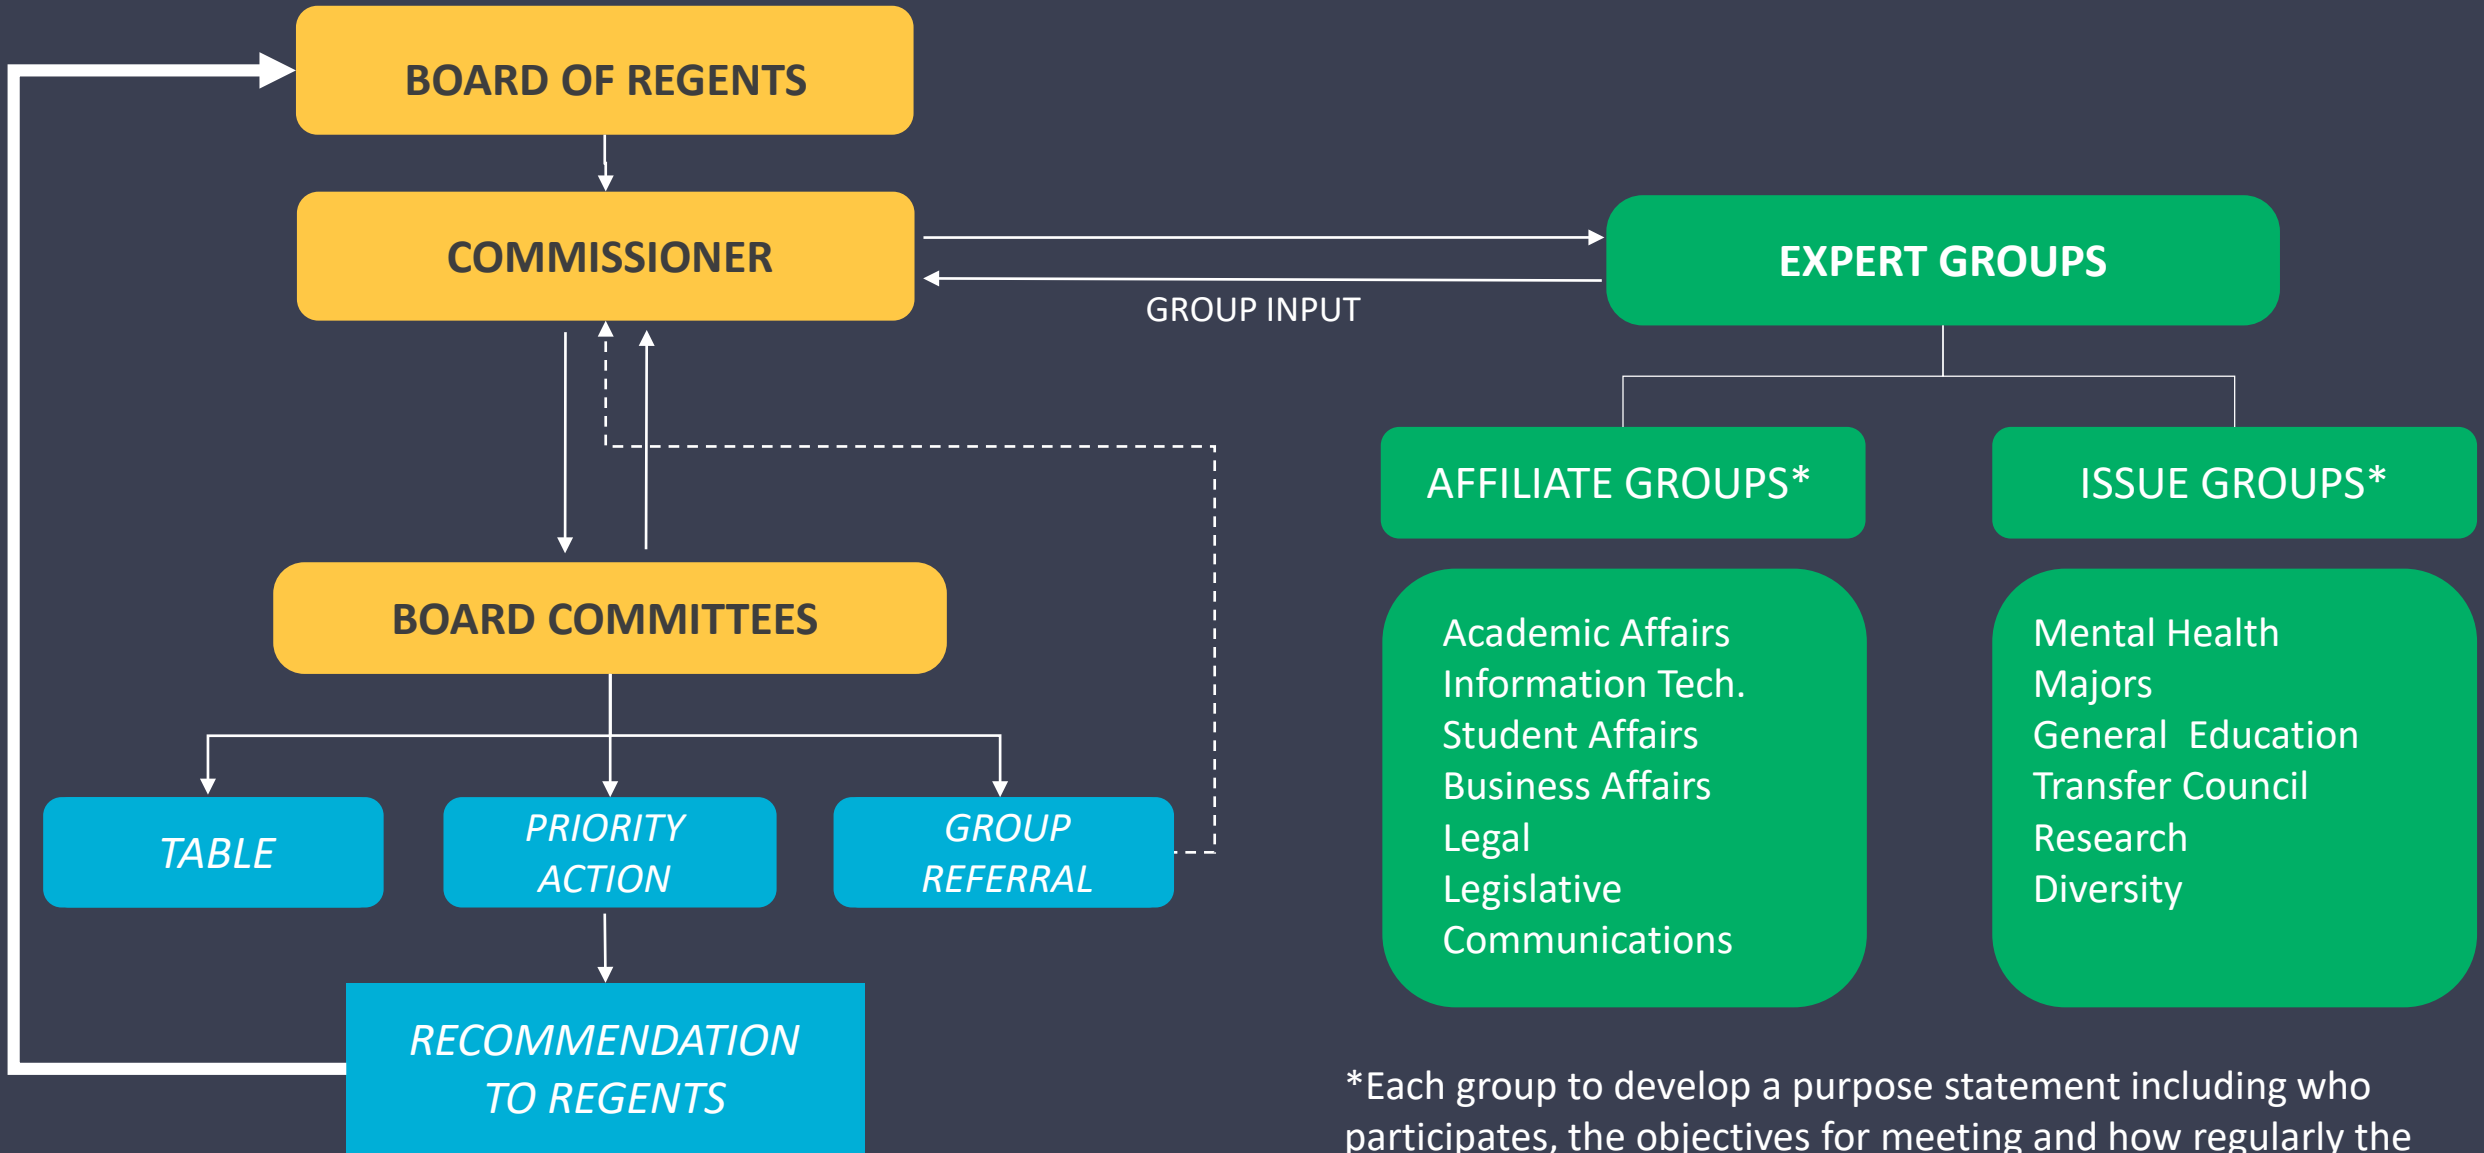 BOARD OF REGENTS
COMMISSIONER
EXPERT GROUPS
GROUP INPUT
AFFILIATE GROUPS*
ISSUE GROUPS*
BOARD COMMITTEES
Academic Affairs
Information Tech.
Student Affairs
Business Affairs
Legal
Legislative
Communications
Mental Health
Majors
General  Education
Transfer Council
Research
Diversity
TABLE
PRIORITY
ACTION
GROUP
REFERRAL
RECOMMENDATION
TO REGENTS
*Each group to develop a purpose statement including who
participates, the objectives for meeting and how regularly the